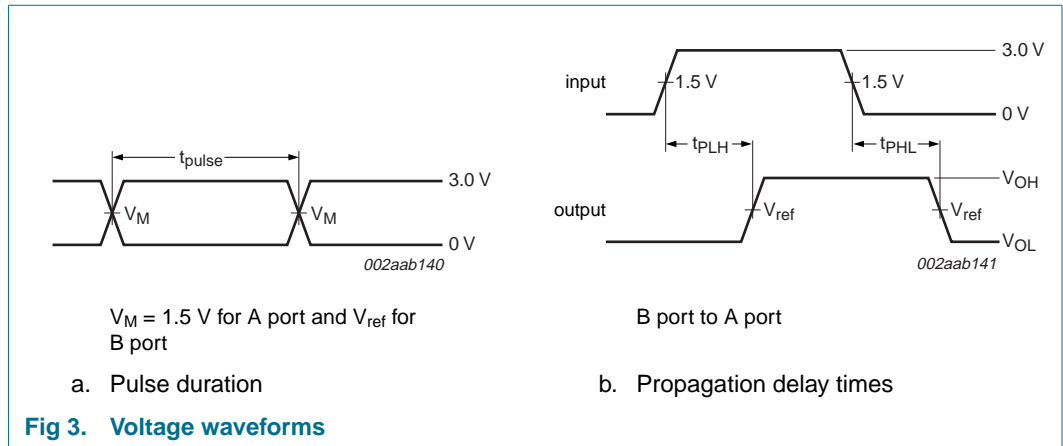 tpulse
VM
VM
3.0 V
0 V
002aab140
VM = 1.5 V for A port and Vref for
B port
a. Pulse duration
input
1.5 V
1.5 V
3.0 V
0 V
tPLH
tPHL
output
Vref
Vref
VOH
VOL
002aab141
B port to A port
b. Propagation delay times
Fig 3. Voltage waveforms